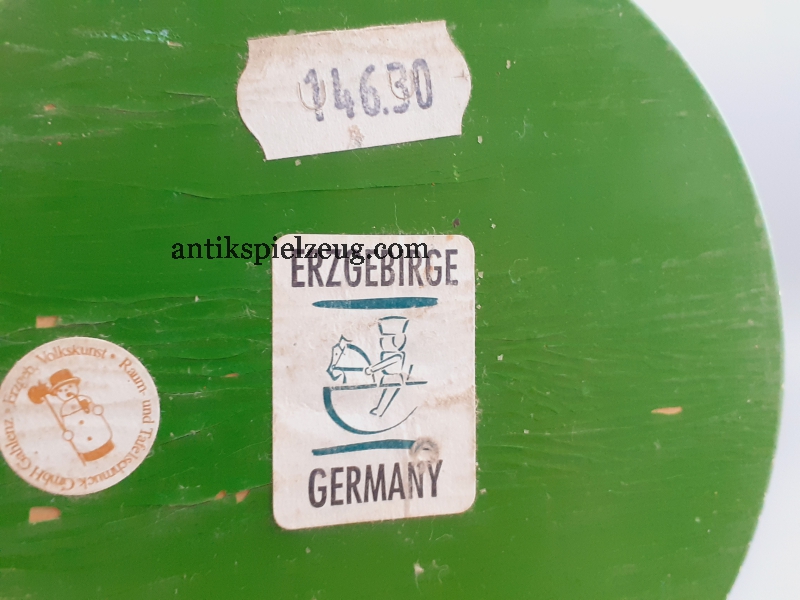 146.30
antikspielzeug.com
ERZGEBIRGE
GERMANY
Erzgeb. Volkskunst • Raum- und Tafelschmuck GmbH Gahlenz •